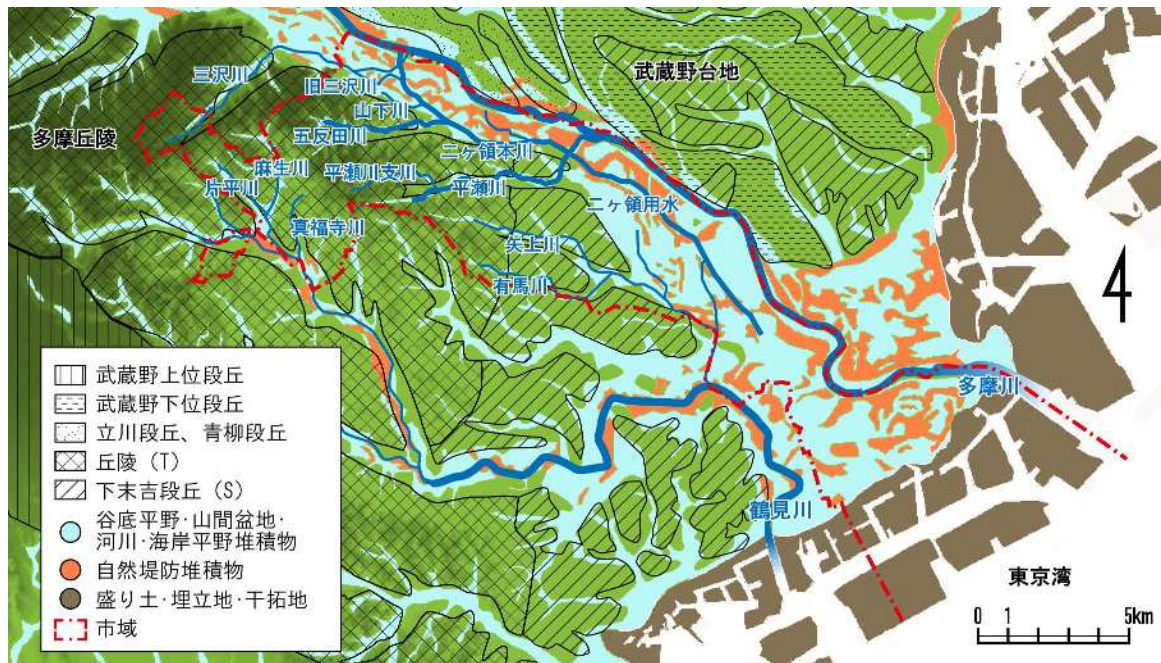 三沢川
旧三沢川
武蔵野台地
山下川
多摩丘陵
五反田川
二ヶ領本川
麻生川
平瀬川支川
片平川
平瀬川
二ヶ領用水
真福寺川
矢上川
有馬川
4
多摩川
鶴見川
東京湾
0 1 5km
武蔵野上位段丘
武蔵野下位段丘
立川段丘、青柳段丘
丘陵(T)
下末吉段丘(S)
谷底平野・山間盆地・
河川・海岸平野堆積物
自然堤防堆積物
盛り土・埋立地・干拓地
市域